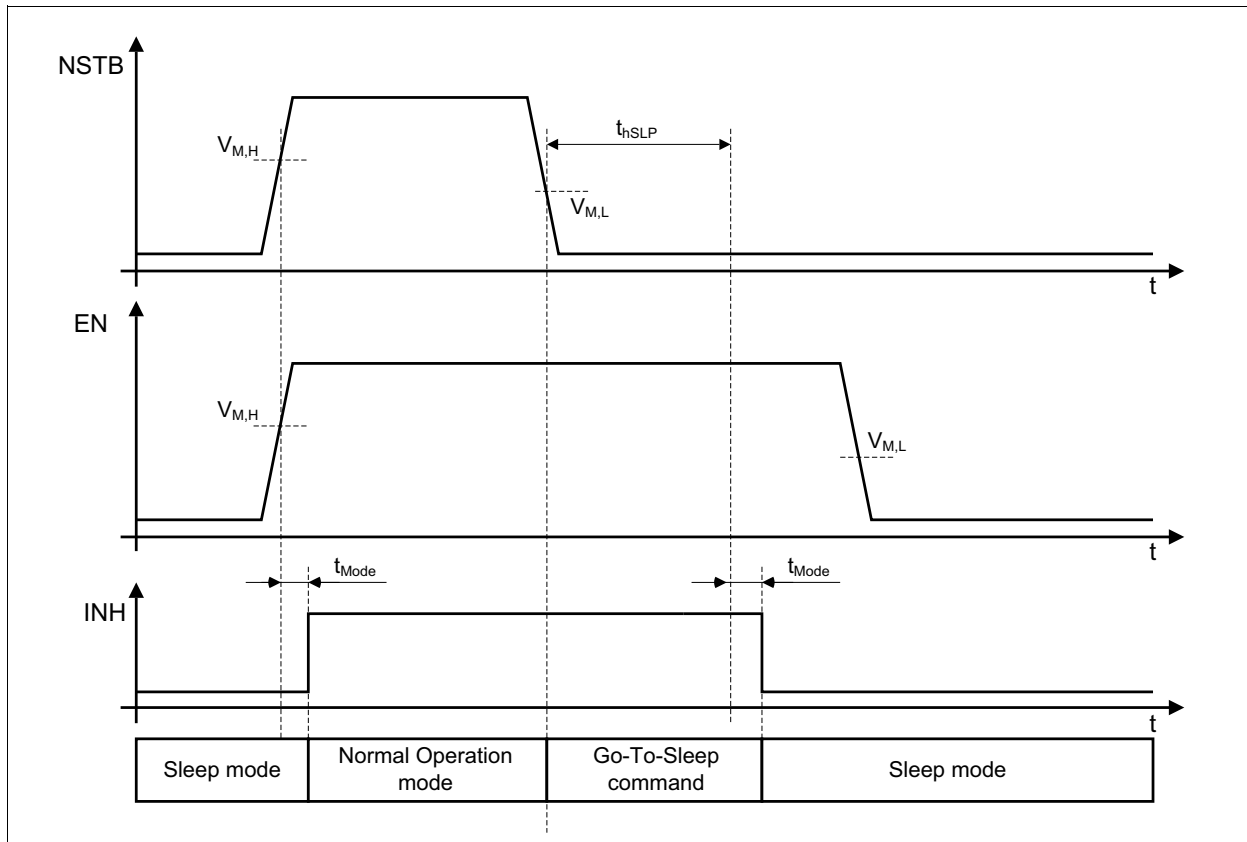 NSTB
V_M,H
t_hSLP
V_M,L
t
EN
V_M,H
V_M,L
t
t_Mode
t_Mode
INH
t
Sleep mode
Normal Operation
mode
Go-To-Sleep
command
Sleep mode